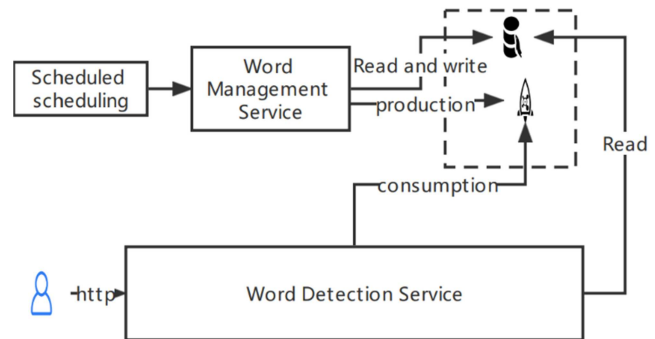 Scheduled
scheduling
Word
Management
Service
Read and write
production
Read
consumption
http
Word Detection Service